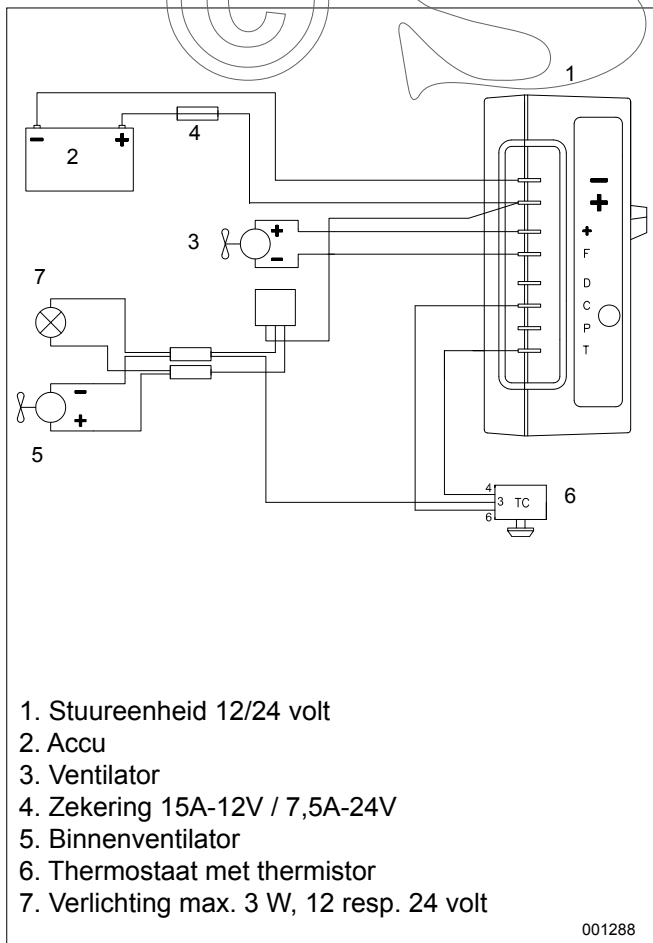 ©
1
4
- +
2
-
+
3
+
-
+
F
7
D
C
P
T
-
+
5
4
3 TC
6
6
1. Stuureenheid 12/24 volt
2. Accu
3. Ventilator
4. Zekering 15A-12V / 7,5A-24V
5. Binnenventilator
6. Thermostaat met thermistor
7. Verlichting max. 3 W, 12 resp. 24 volt
001288